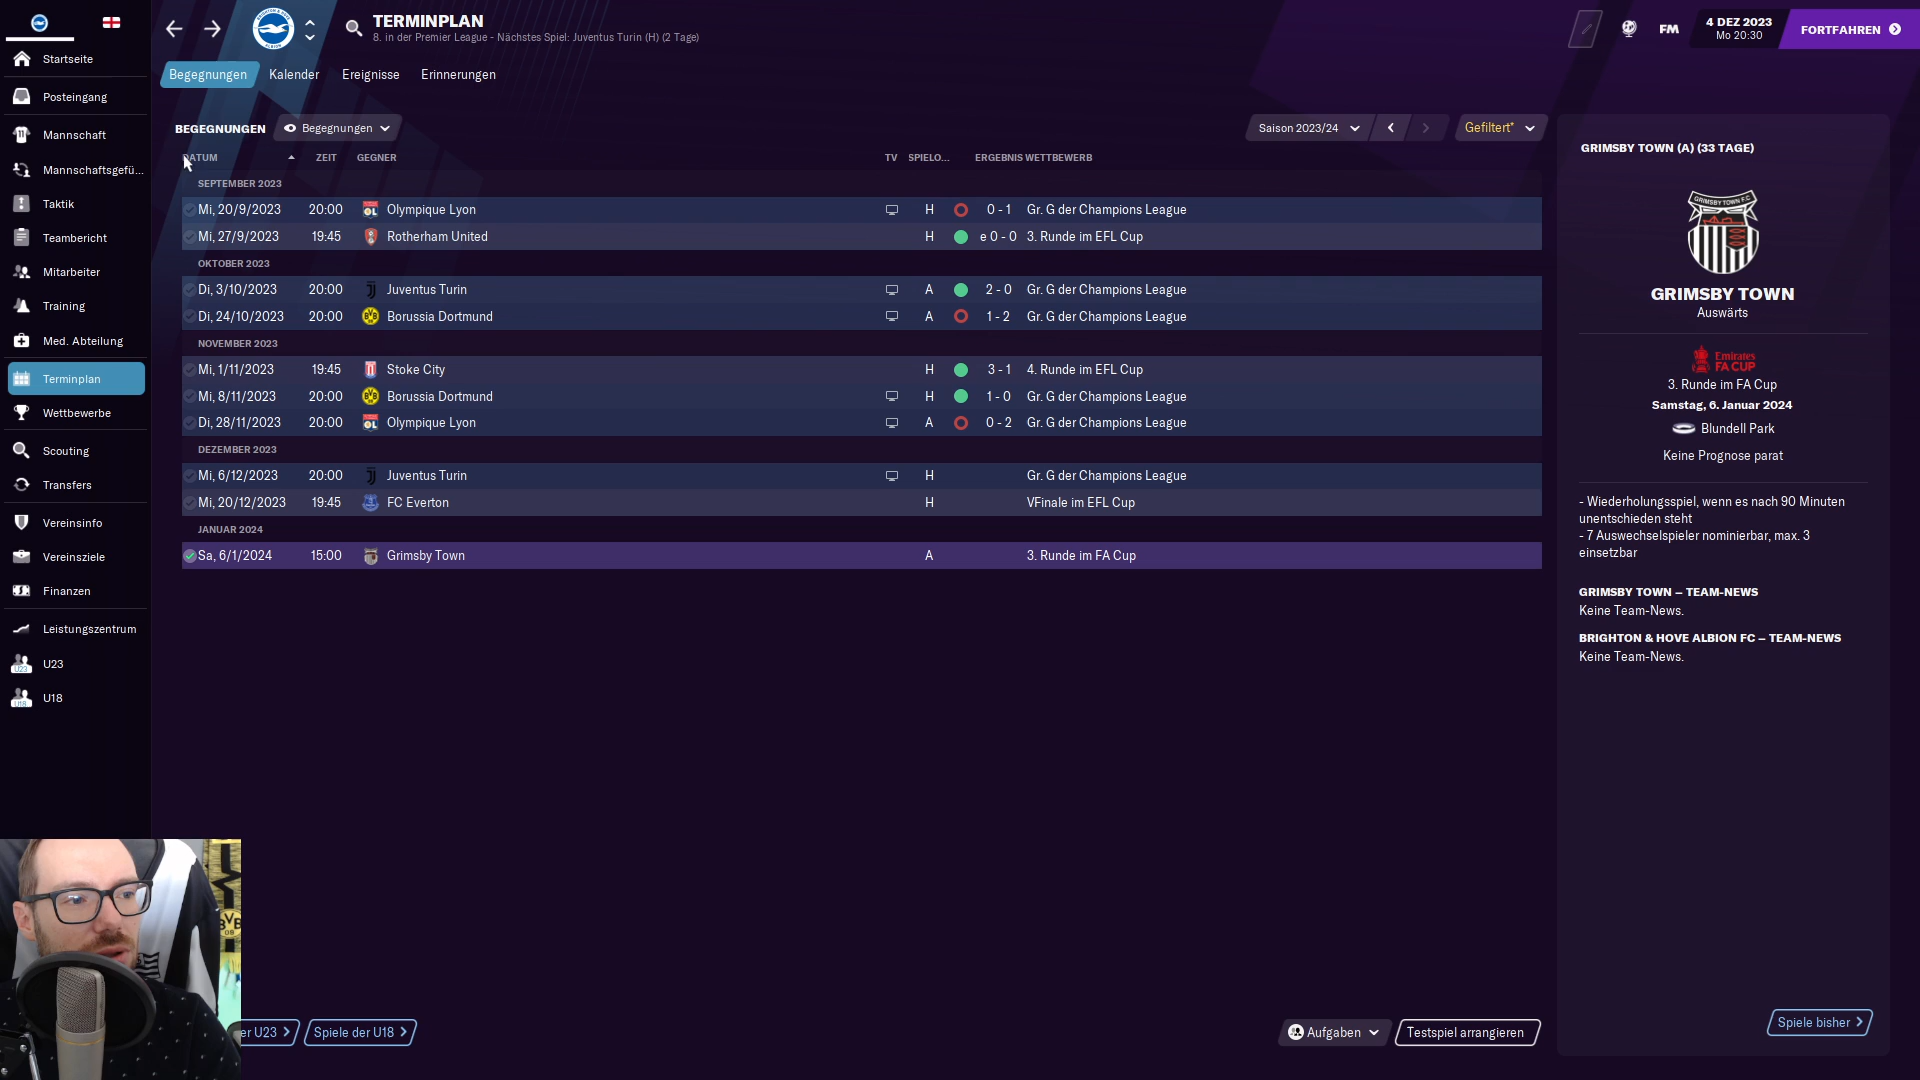 TERMINPLAN
8. in der Premier League - Nächstes Spiel: Juventus Turin (H) (2 Tage)
FM
4 DEZ 2023
Mo 20:30
FORTFAHREN
Startseite
Posteingang
Mannschaft
Mannschaftsgefü...
Taktik
Teambericht
Mitarbeiter
Training
Med. Abteilung
Terminplan
Wettbewerbe
Scouting
Transfers
Vereinsinfo
Vereinsziele
Finanzen
Leistungszentrum
U23
U18
Begegnungen Kalender Ereignisse Erinnerungen
BEGEGNUNGEN Begegnungen Saison 2023/24 Gefiltert*
DATUM ZEIT GEGNER TV SPIELO... ERGEBNIS WETTBEWERB
SEPTEMBER 2023
Mi, 20/9/2023 20:00 Olympique Lyon H 0 - 1 Gr. G der Champions League
Mi, 27/9/2023 19:45 Rotherham United H e 0 - 0 3. Runde im EFL Cup
OKTOBER 2023
Di, 3/10/2023 20:00 Juventus Turin A 2 - 0 Gr. G der Champions League
Di, 24/10/2023 20:00 Borussia Dortmund A 1 - 2 Gr. G der Champions League
NOVEMBER 2023
Mi, 1/11/2023 19:45 Stoke City H 3 - 1 4. Runde im EFL Cup
Mi, 8/11/2023 20:00 Borussia Dortmund H 1 - 0 Gr. G der Champions League
Di, 28/11/2023 20:00 Olympique Lyon A 0 - 2 Gr. G der Champions League
DEZEMBER 2023
Mi, 6/12/2023 20:00 Juventus Turin H Gr. G der Champions League
Mi, 20/12/2023 19:45 FC Everton H VFinale im EFL Cup
JANUAR 2024
Sa, 6/1/2024 15:00 Grimsby Town A 3. Runde im FA Cup
GRIMSBY TOWN (A) (33 TAGE)
GRIMSBY TOWN F.C
GRIMSBY TOWN
Auswärts
Emirates
FA CUP
3. Runde im FA Cup
Samstag, 6. Januar 2024
Blundell Park
Keine Prognose parat
- Wiederholungsspiel, wenn es nach 90 Minuten
unentschieden steht
- 7 Auswechselspieler nominierbar, max. 3
einsetzbar
GRIMSBY TOWN – TEAM-NEWS
Keine Team-News.
BRIGHTON & HOVE ALBION FC – TEAM-NEWS
Keine Team-News.
Spiele bisher
er U23
Spiele der U18
Aufgaben
Testspiel arrangieren
BVB
09